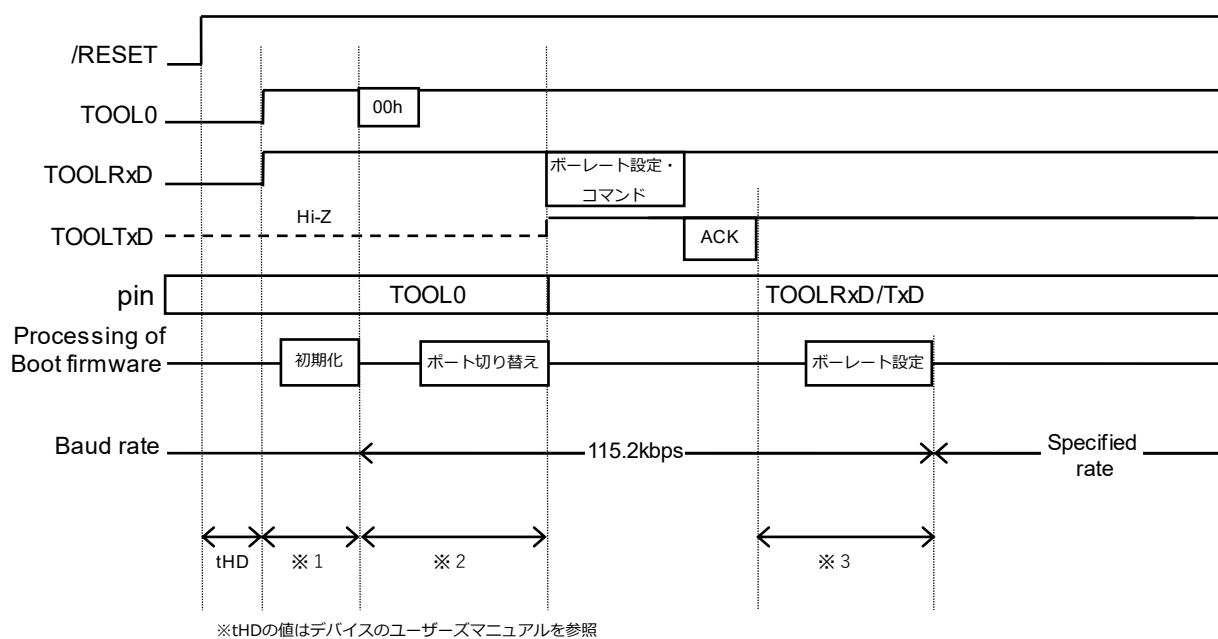 /RESET
TOOL0
00h
TOOLRxD
ボーレート設定・
コマンド
Hi-Z
TOOLTxD
ACK
pin
TOOL0
TOOLRxD/TxD
Processing of
Boot firmware
初期化
ポート切り替え
ボーレート設定
Baud rate
115.2kbps
Specified
rate
tHD
※1
※2
※3
※tHDの値はデバイスのユーザーズマニュアルを参照